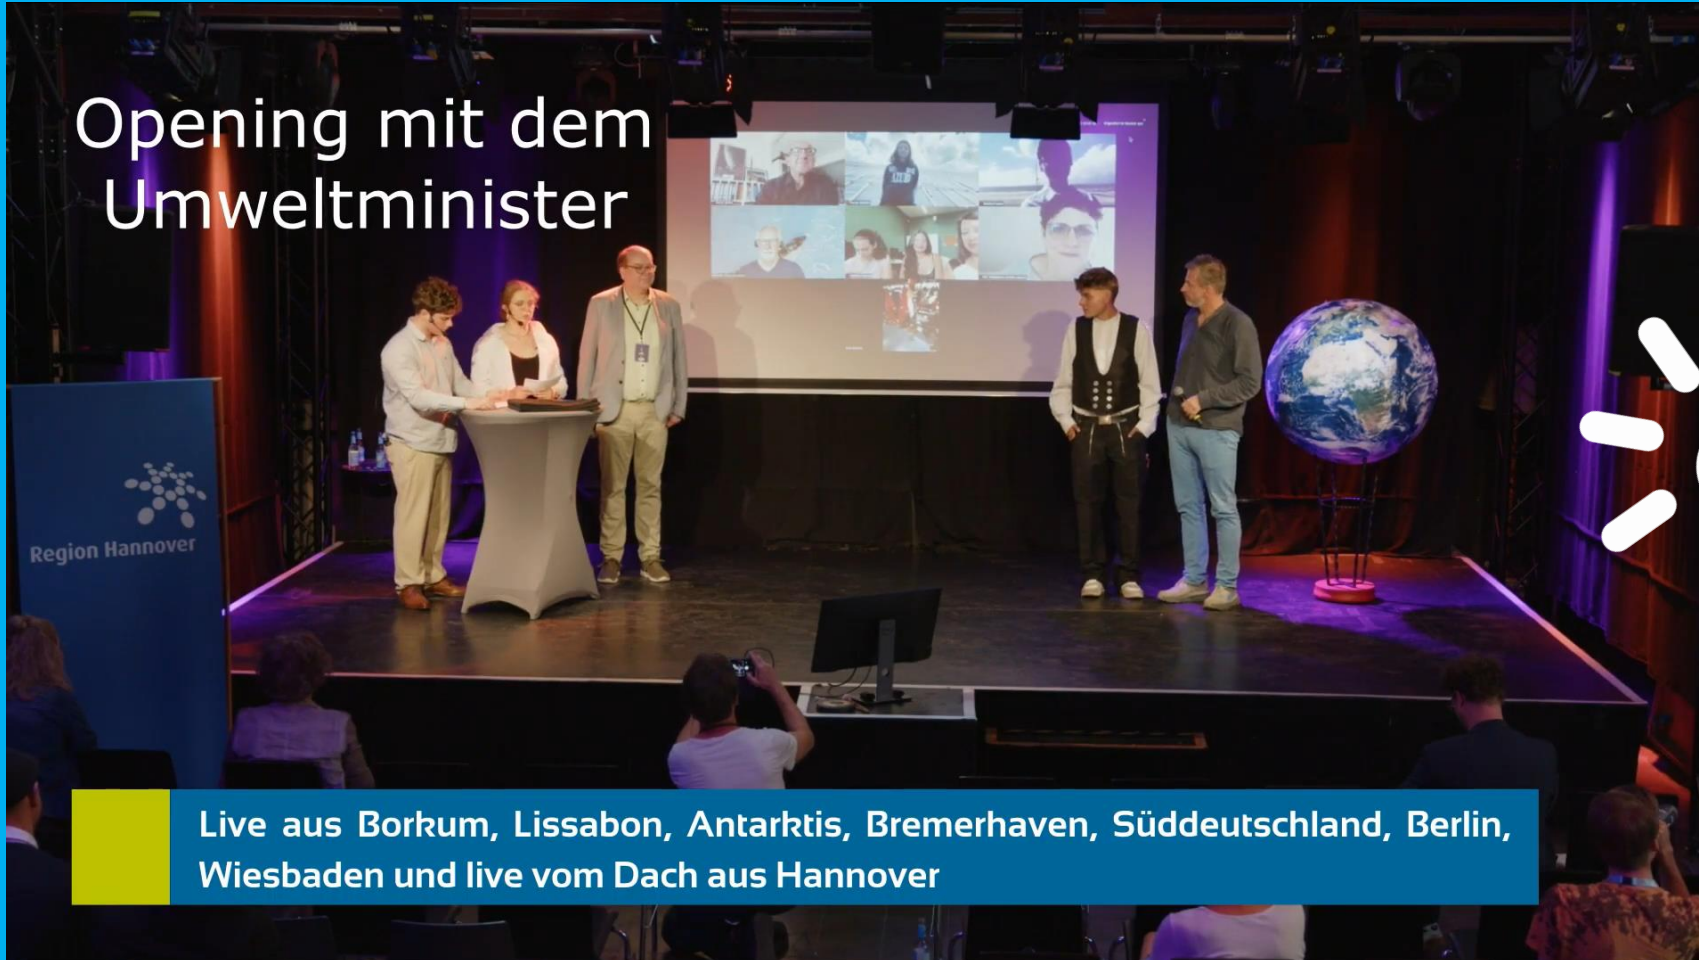 Opening mit dem
Umweltminister
Region Hannover
Live aus Borkum, Lissabon, Antarktis, Bremerhaven, Süddeutschland, Berlin,
Wiesbaden und live vom Dach aus Hannover